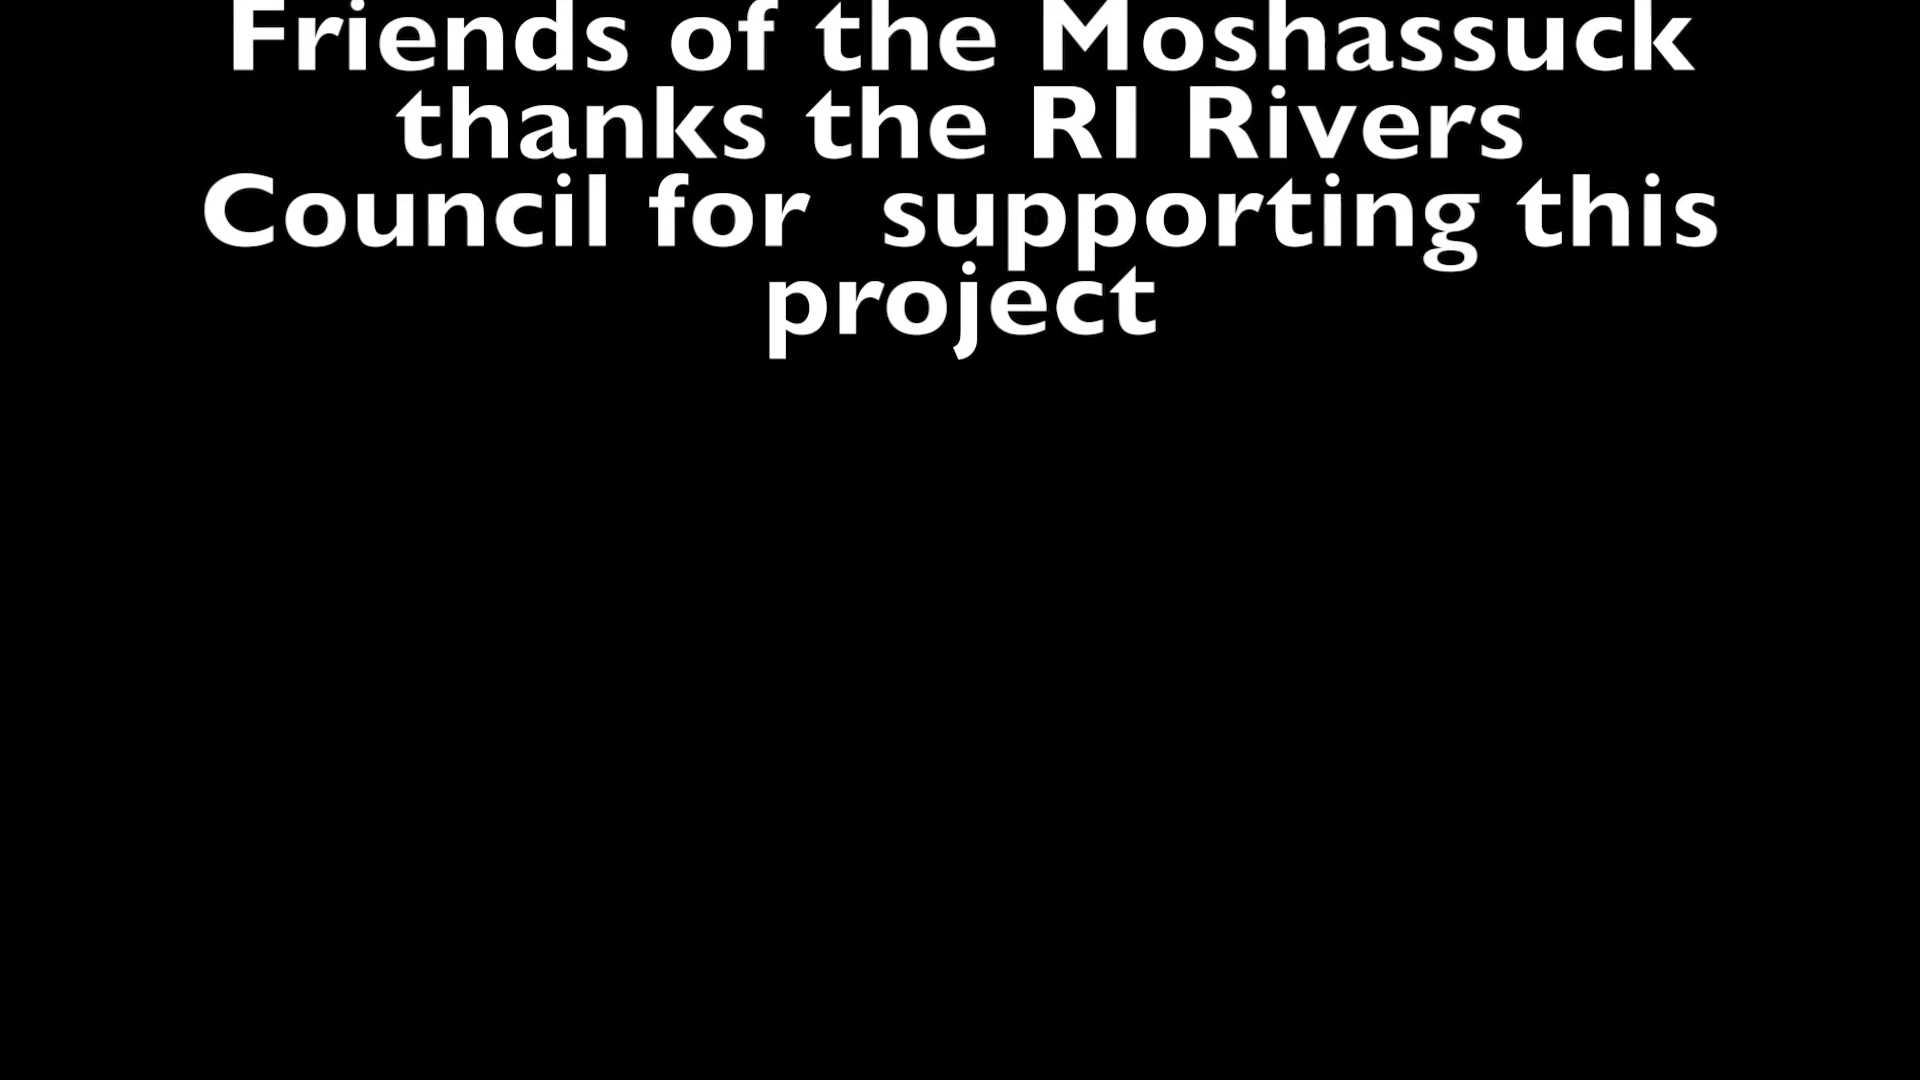 Friends of the Moshassuck
thanks the RI Rivers
Council for  supporting this
project